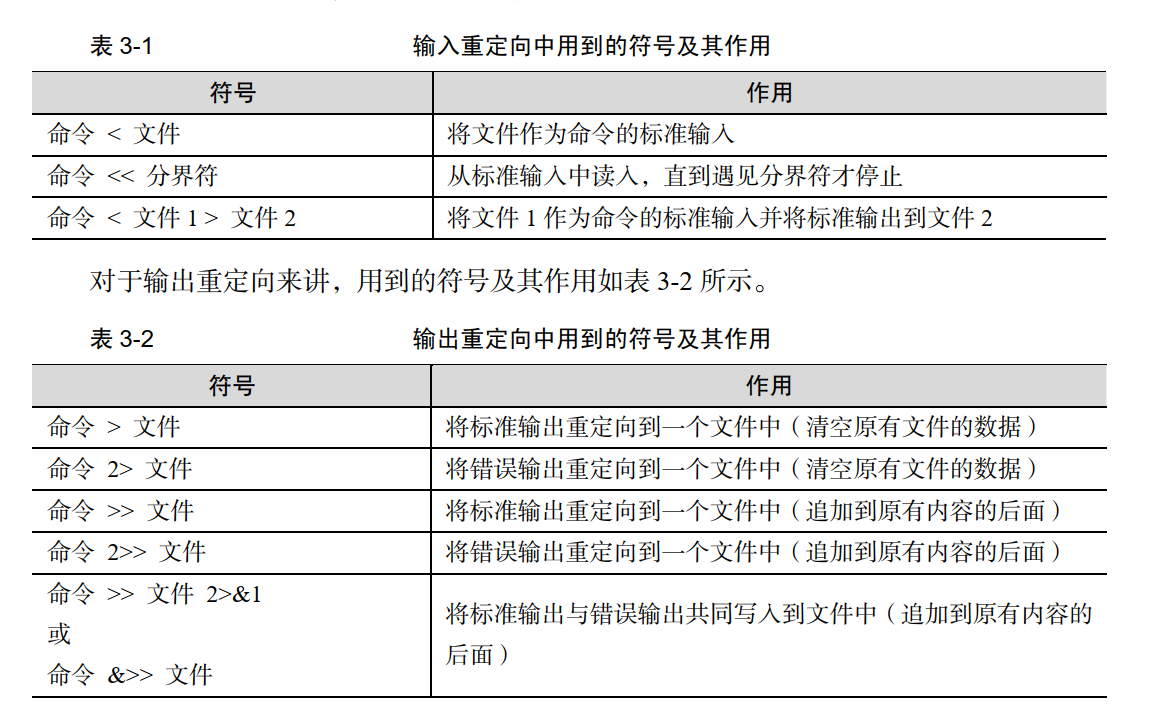 表 3-1 输入重定向中用到的符号及其作用
符号 作用
命令 < 文件 将文件作为命令的标准输入
命令 << 分界符 从标准输入中读入，直到遇见分界符才停止
命令 < 文件 1 > 文件 2 将文件 1 作为命令的标准输入并将标准输出到文件 2
对于输出重定向来讲，用到的符号及其作用如表 3-2 所示。
表 3-2 输出重定向中用到的符号及其作用
符号 作用
命令 > 文件 将标准输出重定向到一个文件中（清空原有文件的数据）
命令 2> 文件 将错误输出重定向到一个文件中（清空原有文件的数据）
命令 >> 文件 将标准输出重定向到一个文件中（追加到原有内容的后面）
命令 2>> 文件 将错误输出重定向到一个文件中（追加到原有内容的后面）
命令 >> 文件 2>&1
或
命令 &>> 文件
将标准输出与错误输出共同写入到文件中（追加到原有内容的
后面）